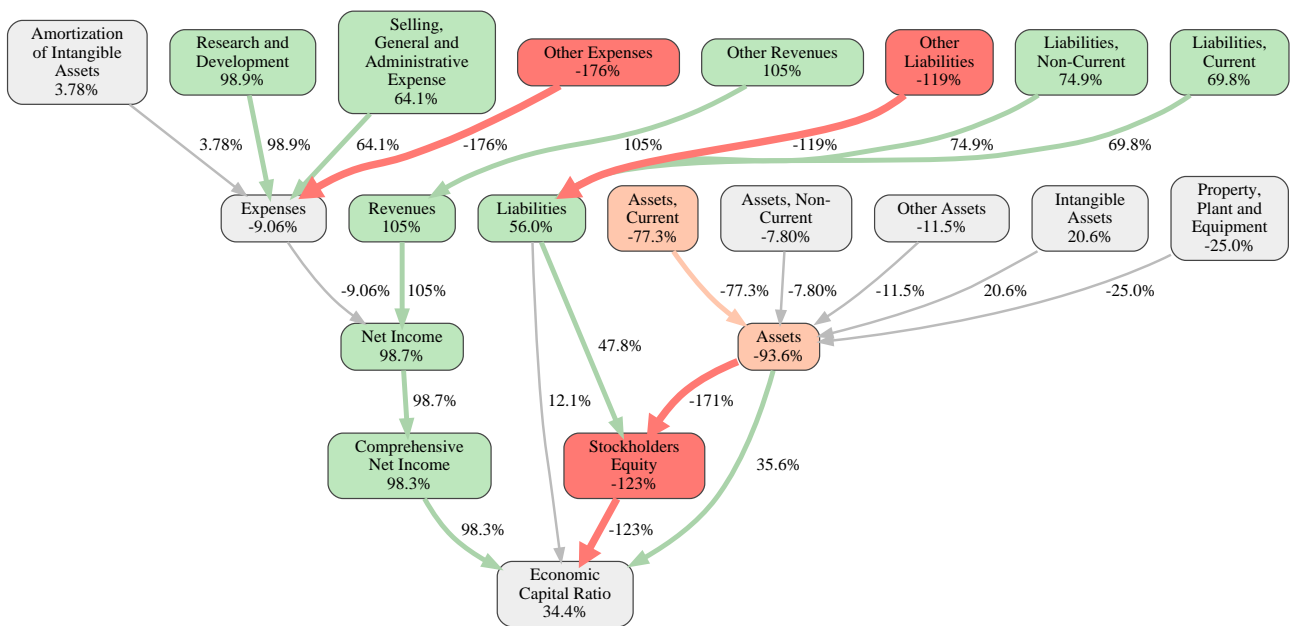 Amortization
of Intangible
Assets
3.78%
Research and
Development
98.9%
Selling,
General and
Administrative
Expense
64.1%
Other Expenses
-176%
Other Revenues
105%
Other
Liabilities
-119%
Liabilities,
Non-Current
74.9%
Liabilities,
Current
69.8%
3.78%
98.9%
64.1%
-176%
105%
-119%
74.9%
69.8%
Expenses
-9.06%
Revenues
105%
Liabilities
56.0%
Assets,
Current
-77.3%
Assets, Non-
Current
-7.80%
Other Assets
-11.5%
Intangible
Assets
20.6%
Property,
Plant and
Equipment
-25.0%
-9.06%
105%
-77.3%
-7.80%
-11.5%
20.6%
-25.0%
Net Income
98.7%
47.8%
Assets
-93.6%
98.7%
12.1%
-171%
Comprehensive
Net Income
98.3%
Stockholders
Equity
-123%
35.6%
98.3%
-123%
Economic
Capital Ratio
34.4%